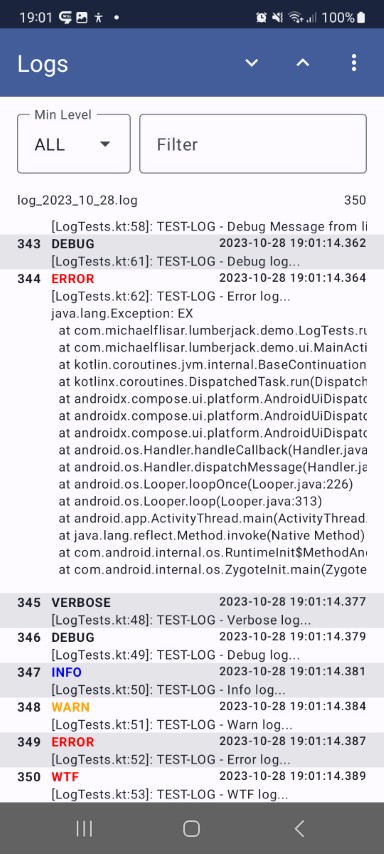 19:01 100%
Logs
Min Level
ALL
Filter
log_2023_10_28.log 350
[LogTests.kt:58]: TEST-LOG - Debug Message from li
343 DEBUG 2023-10-28 19:01:14.362
[LogTests.kt:61]: TEST-LOG - Debug log...
344 ERROR 2023-10-28 19:01:14.364
[LogTests.kt:62]: TEST-LOG - Error log...
java.lang.Exception: EX
at com.michaelflisar.lumberjack.demo.LogTests.ru
at com.michaelflisar.lumberjack.demo.ui.MainActi
at kotlin.coroutines.jvm.internal.BaseContinuation
at kotlinx.coroutines.DispatchedTask.run(Dispatch
at androidx.compose.ui.platform.AndroidUiDispatc
at androidx.compose.ui.platform.AndroidUiDispatc
at androidx.compose.ui.platform.AndroidUiDispatc
at android.os.Handler.handleCallback(Handler.java
at android.os.Handler.dispatchMessage(Handler.ja
at android.os.Looper.loopOnce(Looper.java:226)
at android.os.Looper.loop(Looper.java:313)
at android.app.ActivityThread.main(ActivityThread.
at java.lang.reflect.Method.invoke(Native Method)
at com.android.internal.os.RuntimeInit$MethodAn
at com.android.internal.os.ZygoteInit.main(Zygote
345 VERBOSE 2023-10-28 19:01:14.377
[LogTests.kt:48]: TEST-LOG - Verbose log...
346 DEBUG 2023-10-28 19:01:14.379
[LogTests.kt:49]: TEST-LOG - Debug log...
347 INFO 2023-10-28 19:01:14.381
[LogTests.kt:50]: TEST-LOG - Info log...
348 WARN 2023-10-28 19:01:14.384
[LogTests.kt:51]: TEST-LOG - Warn log...
349 ERROR 2023-10-28 19:01:14.387
[LogTests.kt:52]: TEST-LOG - Error log...
350 WTF 2023-10-28 19:01:14.389
[LogTests.kt:53]: TEST-LOG - WTF log...